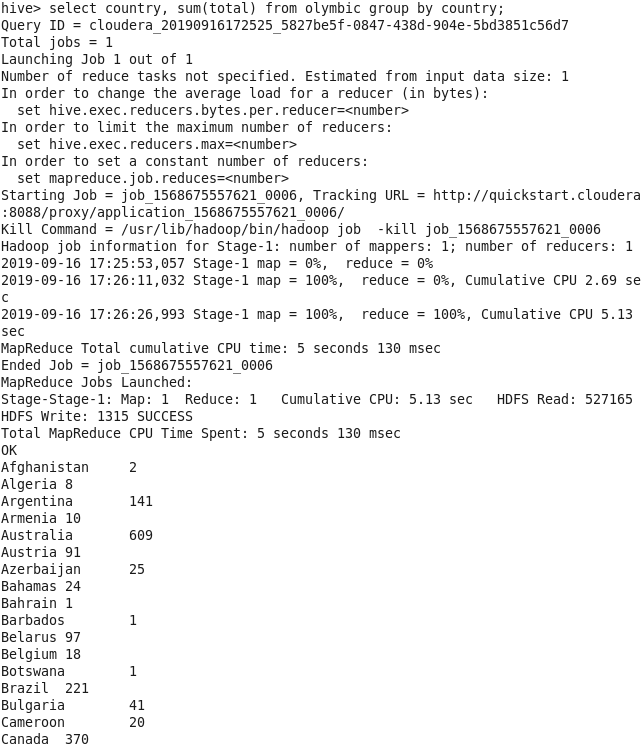 hive> select country, sum(total) from olymbic group by country;
Query ID = cloudera_20190916172525_5827be5f-0847-438d-904e-5bd3851c56d7
Total jobs = 1
Launching Job 1 out of 1
Number of reduce tasks not specified. Estimated from input data size: 1
In order to change the average load for a reducer (in bytes):
  set hive.exec.reducers.bytes.per.reducer=<number>
In order to limit the maximum number of reducers:
  set hive.exec.reducers.max=<number>
In order to set a constant number of reducers:
  set mapreduce.job.reduces=<number>
Starting Job = job_1568675557621_0006, Tracking URL = http://quickstart.cloudera
:8088/proxy/application_1568675557621_0006/
Kill Command = /usr/lib/hadoop/bin/hadoop job  -kill job_1568675557621_0006
Hadoop job information for Stage-1: number of mappers: 1; number of reducers: 1
2019-09-16 17:25:53,057 Stage-1 map = 0%,  reduce = 0%
2019-09-16 17:26:11,032 Stage-1 map = 100%,  reduce = 0%, Cumulative CPU 2.69 se
c
2019-09-16 17:26:26,993 Stage-1 map = 100%,  reduce = 100%, Cumulative CPU 5.13
sec
MapReduce Total cumulative CPU time: 5 seconds 130 msec
Ended Job = job_1568675557621_0006
MapReduce Jobs Launched:
Stage-Stage-1: Map: 1  Reduce: 1   Cumulative CPU: 5.13 sec   HDFS Read: 527165
HDFS Write: 1315 SUCCESS
Total MapReduce CPU Time Spent: 5 seconds 130 msec
OK
Afghanistan     2
Algeria 8
Argentina       141
Armenia 10
Australia       609
Austria 91
Azerbaijan      25
Bahamas 24
Bahrain 1
Barbados        1
Belarus 97
Belgium 18
Botswana        1
Brazil  221
Bulgaria        41
Cameroon        20
Canada  370